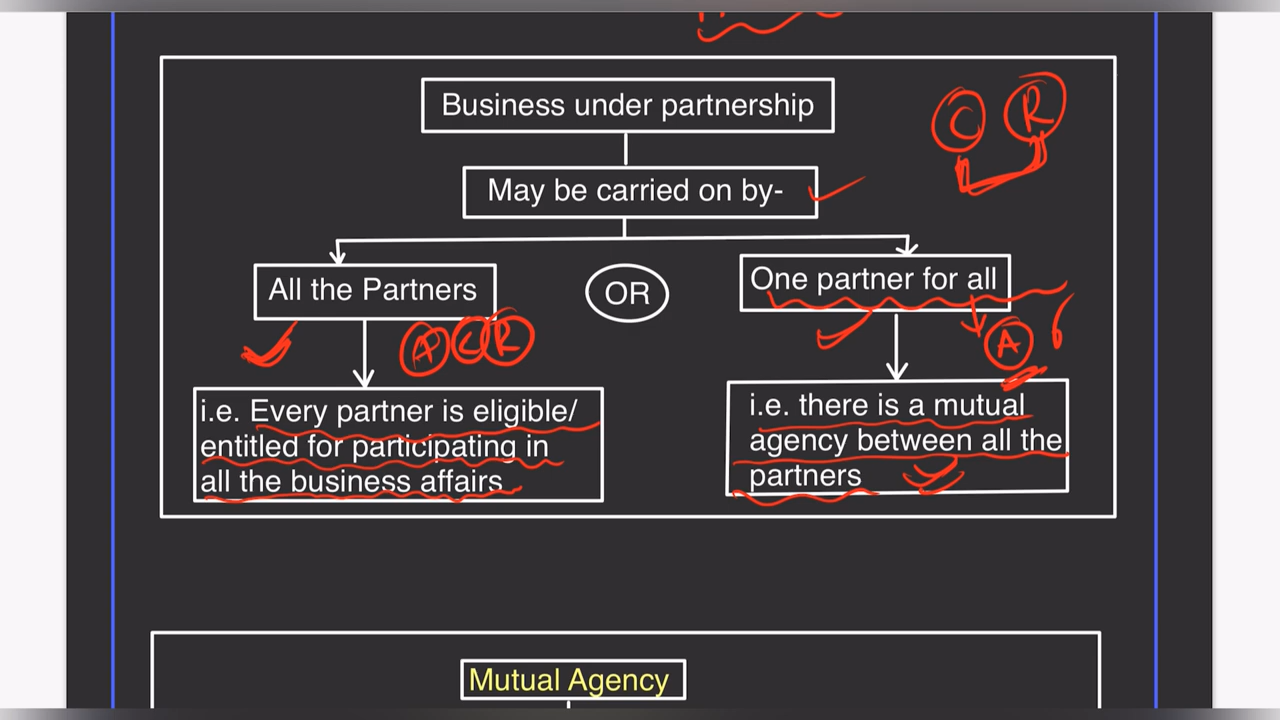 Business under partnership
C R
May be carried on by-
All the Partners
OR
One partner for all
A C R
A
i.e. Every partner is eligible/
entitled for participating in
all the business affairs
i.e. there is a mutual
agency between all the
partners
Mutual Agency